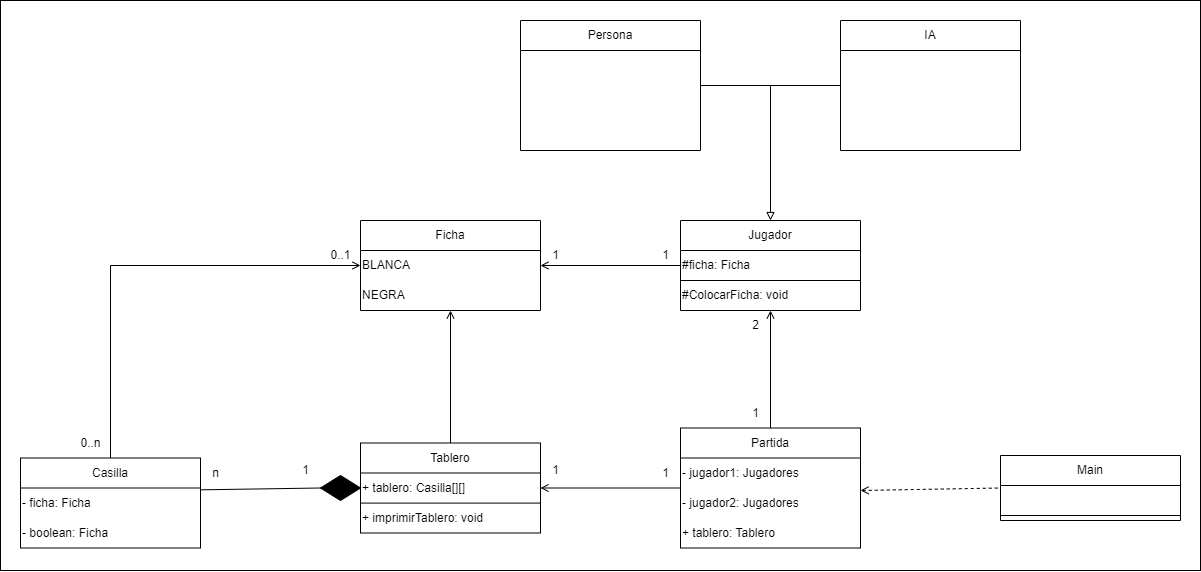 Persona
IA
Ficha
BLANCA
NEGRA
0..1
1
1
Jugador
#ficha: Ficha
#ColocarFicha: void
2
1
0..n
Casilla
- ficha: Ficha
- boolean: Ficha
n
1
Tablero
+ tablero: Casilla[][]
+ imprimirTablero: void
1
1
Partida
- jugador1: Jugadores
- jugador2: Jugadores
+ tablero: Tablero
Main